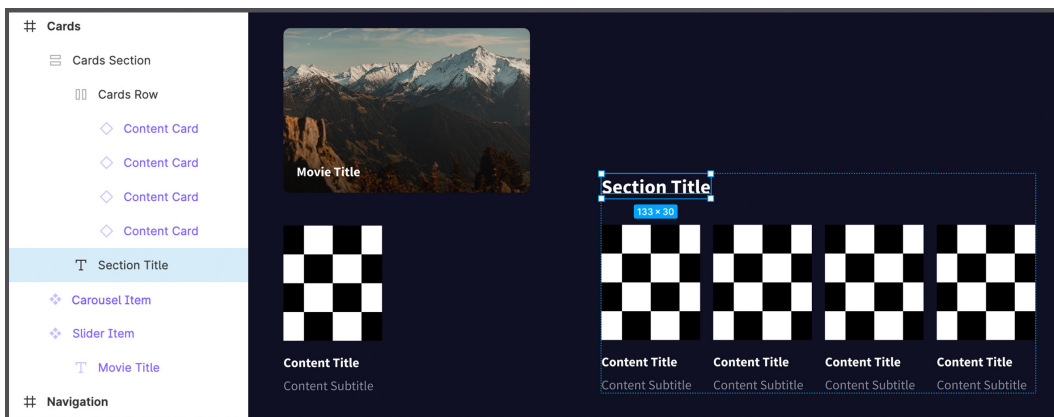 Cards
Cards Section
Cards Row
Content Card
Content Card
Content Card
Content Card
Section Title
Carousel Item
Slider Item
Movie Title
Navigation
Movie Title
Content Title
Content Subtitle
Section Title
133 × 30
Content Title Content Title Content Title Content Title
Content Subtitle Content Subtitle Content Subtitle Content Subtitle